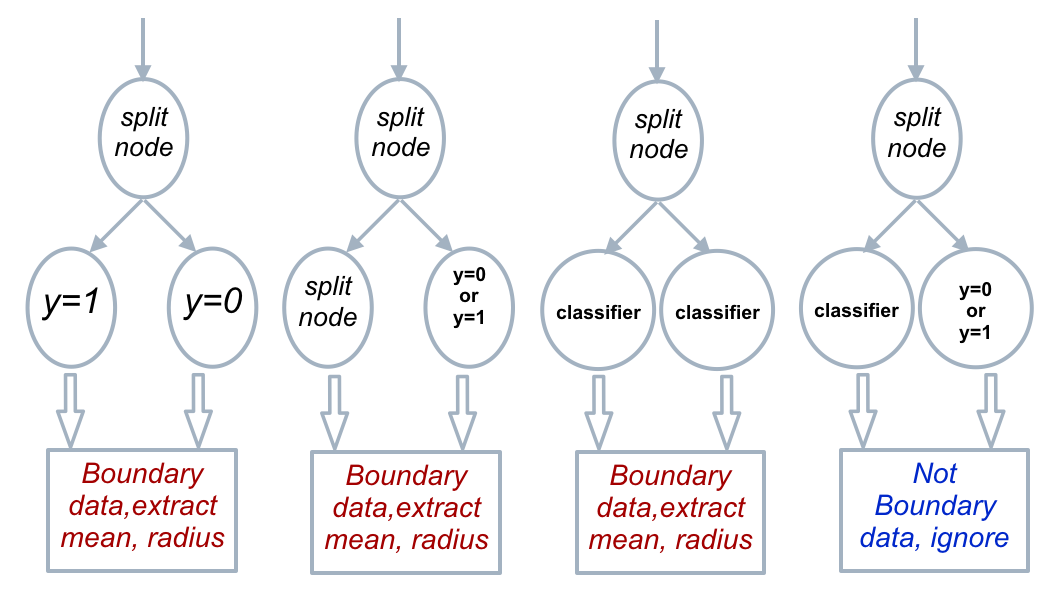 split
node
y=1
y=0
Boundary
data,extract
mean, radius
split
node
split
node
y=0
or
y=1
Boundary
data,extract
mean, radius
split
node
classifier
classifier
Boundary
data,extract
mean, radius
split
node
classifier
y=0
or
y=1
Not
Boundary
data, ignore